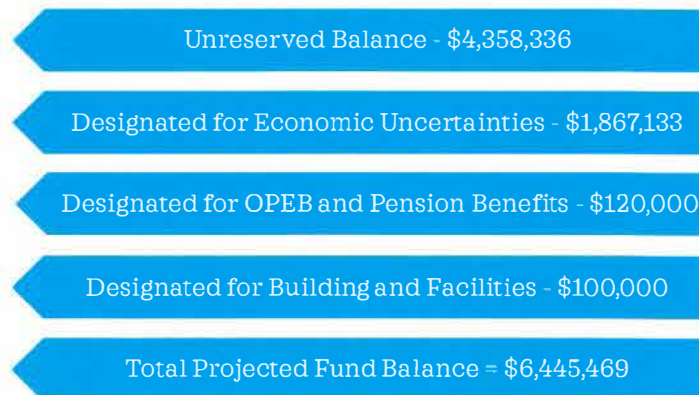 Unreserved Balance - $4,358,336
Designated for Economic Uncertainties - $1,867,133
Designated for OPEB and Pension Benefits - $120,000
Designated for Building and Facilities - $100,000
Total Projected Fund Balance = $6,445,469